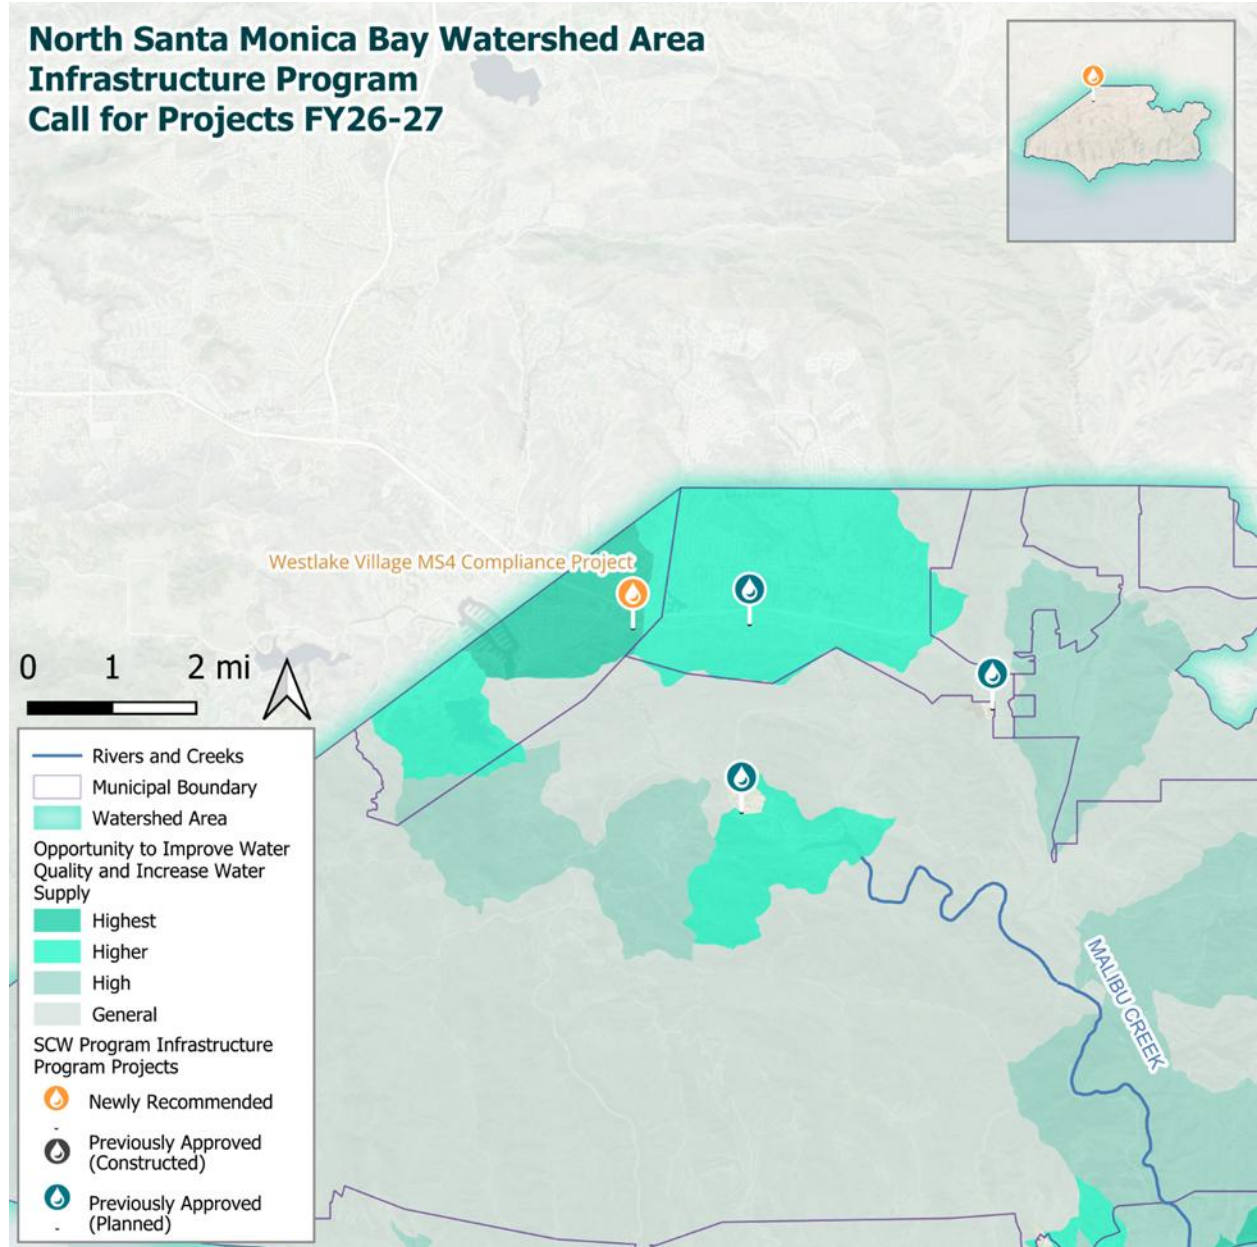 North Santa Monica Bay Watershed Area
Infrastructure Program
Call for Projects FY26-27
Westlake Village MS4 Compliance Project
0 1 2 mi
Rivers and Creeks
Municipal Boundary
Watershed Area
Opportunity to Improve Water
Quality and Increase Water
Supply
Highest
Higher
High
General
SCW Program Infrastructure
Program Projects
Newly Recommended
Previously Approved
(Constructed)
Previously Approved
(Planned)
MALIBU CREEK